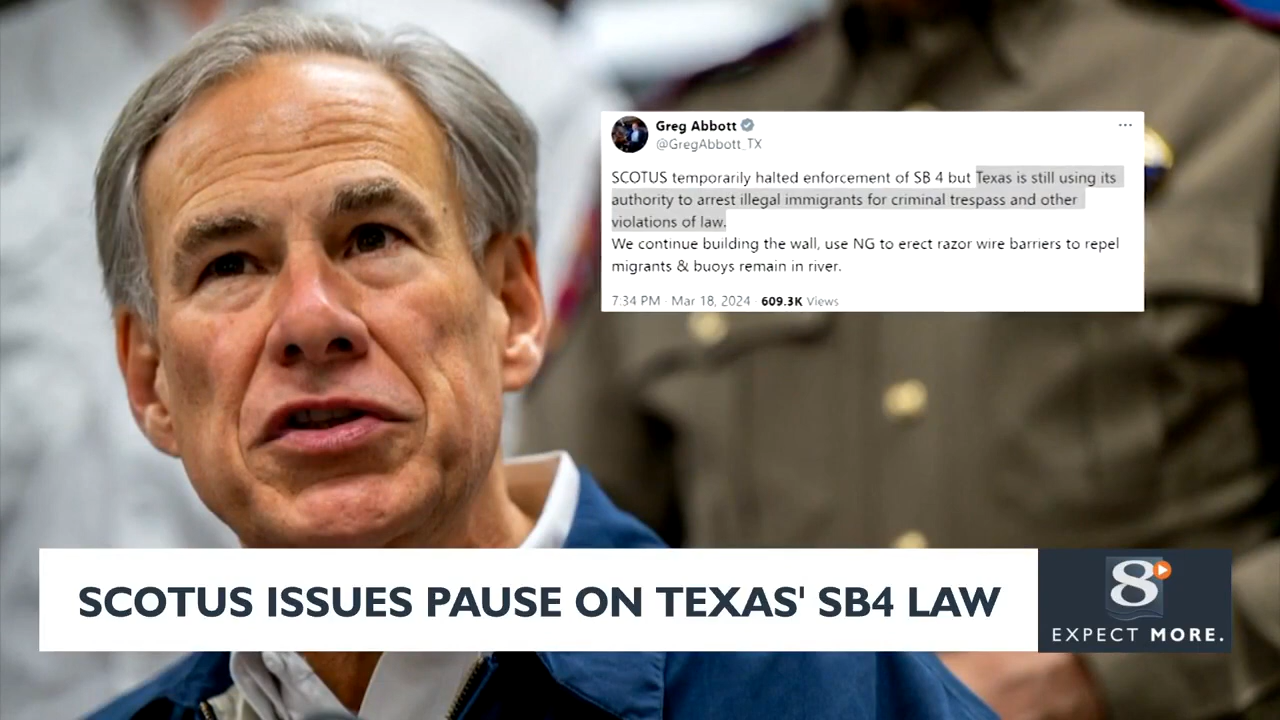 Greg Abbott
@GregAbbott_TX
SCOTUS temporarily halted enforcement of SB 4 but Texas is still using its
authority to arrest illegal immigrants for criminal trespass and other
violations of law.
We continue building the wall, use NG to erect razor wire barriers to repel
migrants & buoys remain in river.
7:34 PM · Mar 18, 2024 · 609.3K Views
SCOTUS ISSUES PAUSE ON TEXAS' SB4 LAW
8
EXPECT MORE.